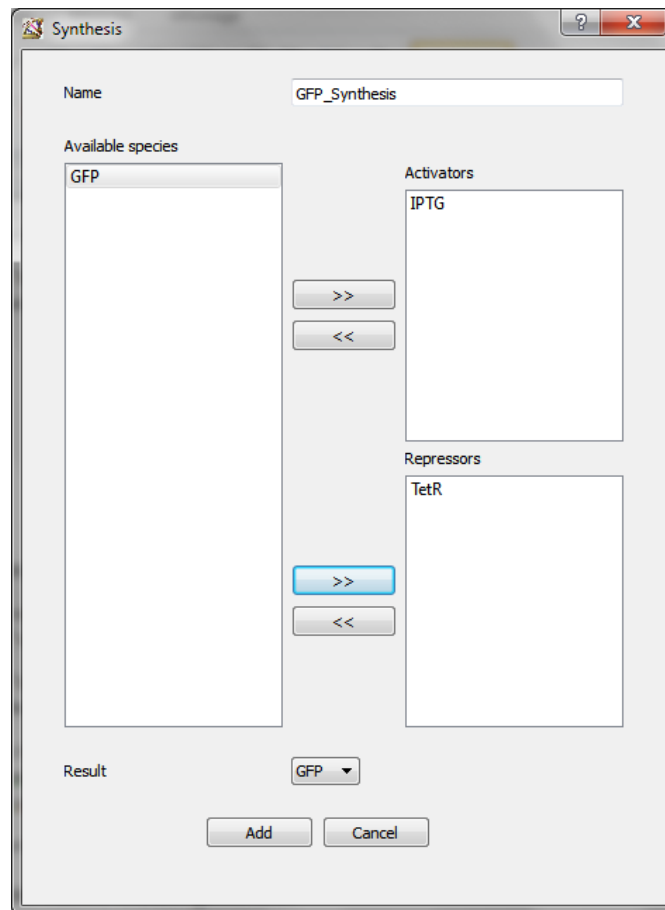 Synthesis
?
X
Name
GFP_Synthesis
Available species
GFP
Activators
IPTG
>>
<<
Repressors
TetR
>>
<<
Result
GFP
Add
Cancel